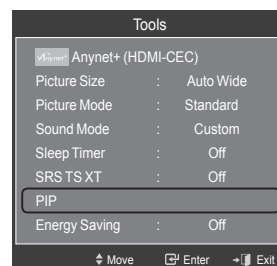 Tools
Anynet+ Anynet+ (HDMI-CEC)
Picture Size : Auto Wide
Picture Mode : Standard
Sound Mode : Custom
Sleep Timer : Off
SRS TS XT : Off
PIP
Energy Saving : Off
Move Enter Exit